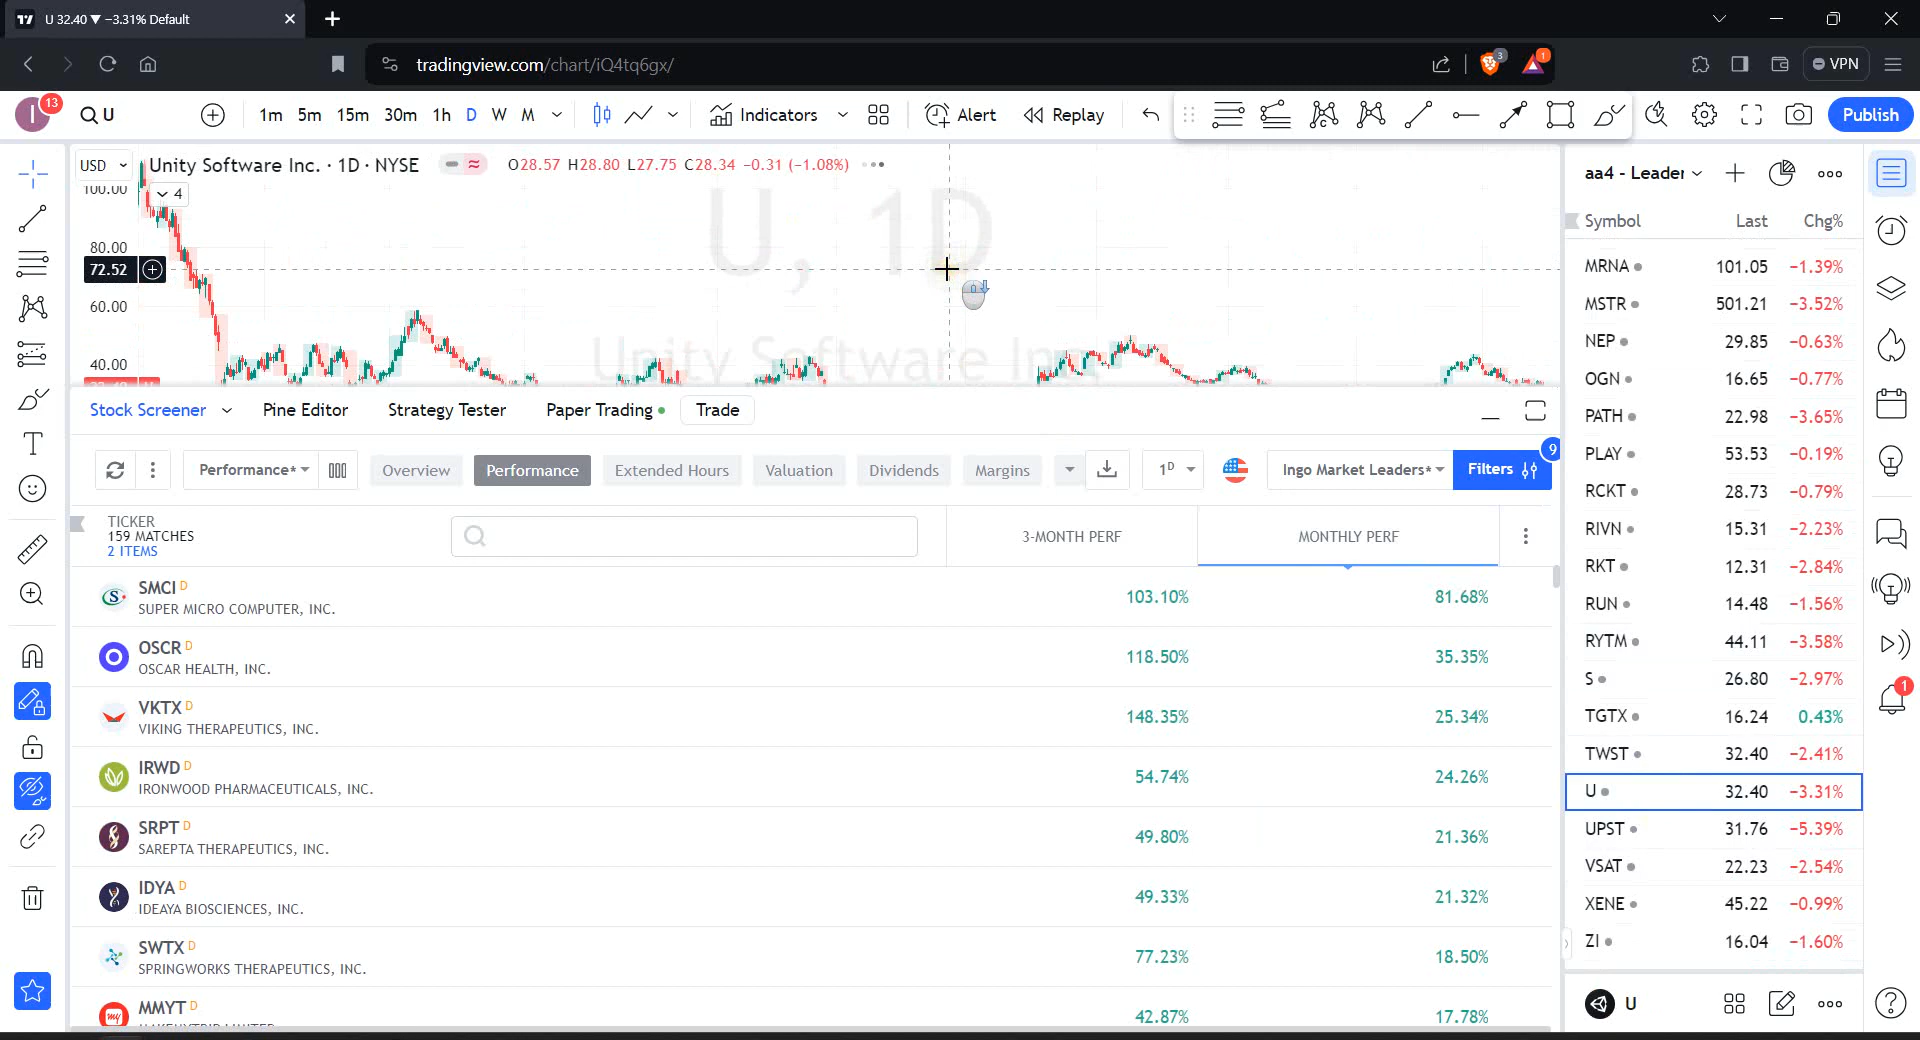 U 32.40 ▼ −3.31% Default
tradingview.com/chart/iQ4tq6gx/
3
1
VPN
I
13
U
1m 5m 15m 30m 1h D W M
Indicators
Alert
Replay
Publish
USD
Unity Software Inc. · 1D · NYSE
O28.57 H28.80 L27.75 C28.34 −0.31 (−1.08%)
4
100.00
80.00
72.52
60.00
40.00
U, 1D
Unity Software Inc.
Stock Screener
Pine Editor
Strategy Tester
Paper Trading
Trade
Performance*
Overview
Performance
Extended Hours
Valuation
Dividends
Margins
1D
Ingo Market Leaders*
Filters
9
TICKER
159 MATCHES
2 ITEMS
3-MONTH PERF
MONTHLY PERF
SMCI D
SUPER MICRO COMPUTER, INC.
103.10%
81.68%
OSCR D
OSCAR HEALTH, INC.
118.50%
35.35%
VKTX D
VIKING THERAPEUTICS, INC.
148.35%
25.34%
IRWD D
IRONWOOD PHARMACEUTICALS, INC.
54.74%
24.26%
SRPT D
SAREPTA THERAPEUTICS, INC.
49.80%
21.36%
IDYA D
IDEAYA BIOSCIENCES, INC.
49.33%
21.32%
SWTX D
SPRINGWORKS THERAPEUTICS, INC.
77.23%
18.50%
my
MMYT D
42.87%
17.78%
aa4 - Leader
Symbol Last Chg%
MRNA 101.05 −1.39%
MSTR 501.21 −3.52%
NEP 29.85 −0.63%
OGN 16.65 −0.77%
PATH 22.98 −3.65%
PLAY 53.53 −0.19%
RCKT 28.73 −0.79%
RIVN 15.31 −2.23%
RKT 12.31 −2.84%
RUN 14.48 −1.56%
RYTM 44.11 −3.58%
S 26.80 −2.97%
TGTX 16.24 0.43%
TWST 32.40 −2.41%
U 32.40 −3.31%
UPST 31.76 −5.39%
VSAT 22.23 −2.54%
XENE 45.22 −0.99%
ZI 16.04 −1.60%
U
1